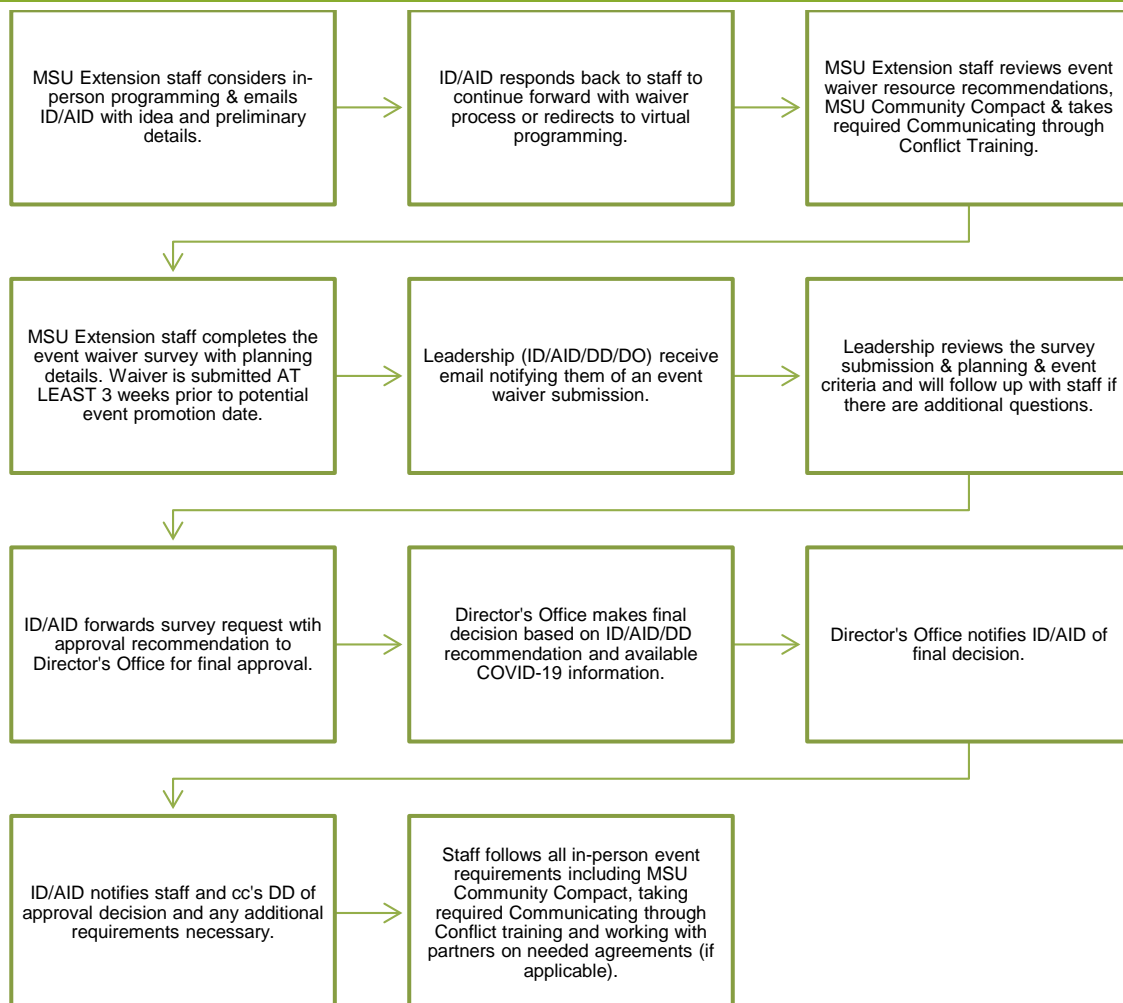 MSU Extension staff considers in-
person programming & emails
ID/AID with idea and preliminary
details.
ID/AID responds back to staff to
continue forward with waiver
process or redirects to virtual
programming.
MSU Extension staff reviews event
waiver resource recommendations,
MSU Community Compact & takes
required Communicating through
Conflict Training.
MSU Extension staff completes the
event waiver survey with planning
details. Waiver is submitted AT
LEAST 3 weeks prior to potential
event promotion date.
Leadership (ID/AID/DD/DO) receive
email notifying them of an event
waiver submission.
Leadership reviews the survey
submission & planning & event
criteria and will follow up with staff if
there are additional questions.
ID/AID forwards survey request wtih
approval recommendation to
Director's Office for final approval.
Director's Office makes final
decision based on ID/AID/DD
recommendation and available
COVID-19 information.
Director's Office notifies ID/AID of
final decision.
ID/AID notifies staff and cc's DD of
approval decision and any additional
requirements necessary.
Staff follows all in-person event
requirements including MSU
Community Compact, taking
required Communicating through
Conflict training and working with
partners on needed agreements (if
applicable).